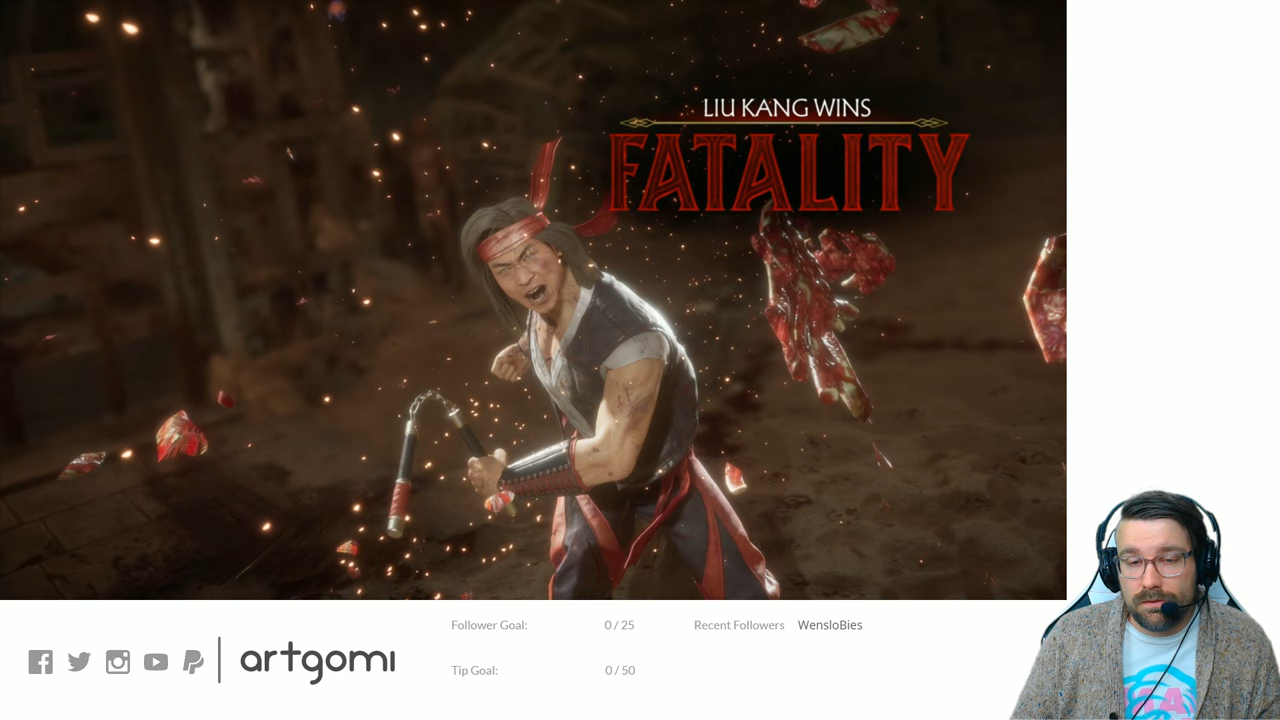 LIU KANG WINS
FATALITY
artgomi
Follower Goal: 0 / 25
Recent Followers WensloBies
Tip Goal: 0 / 50